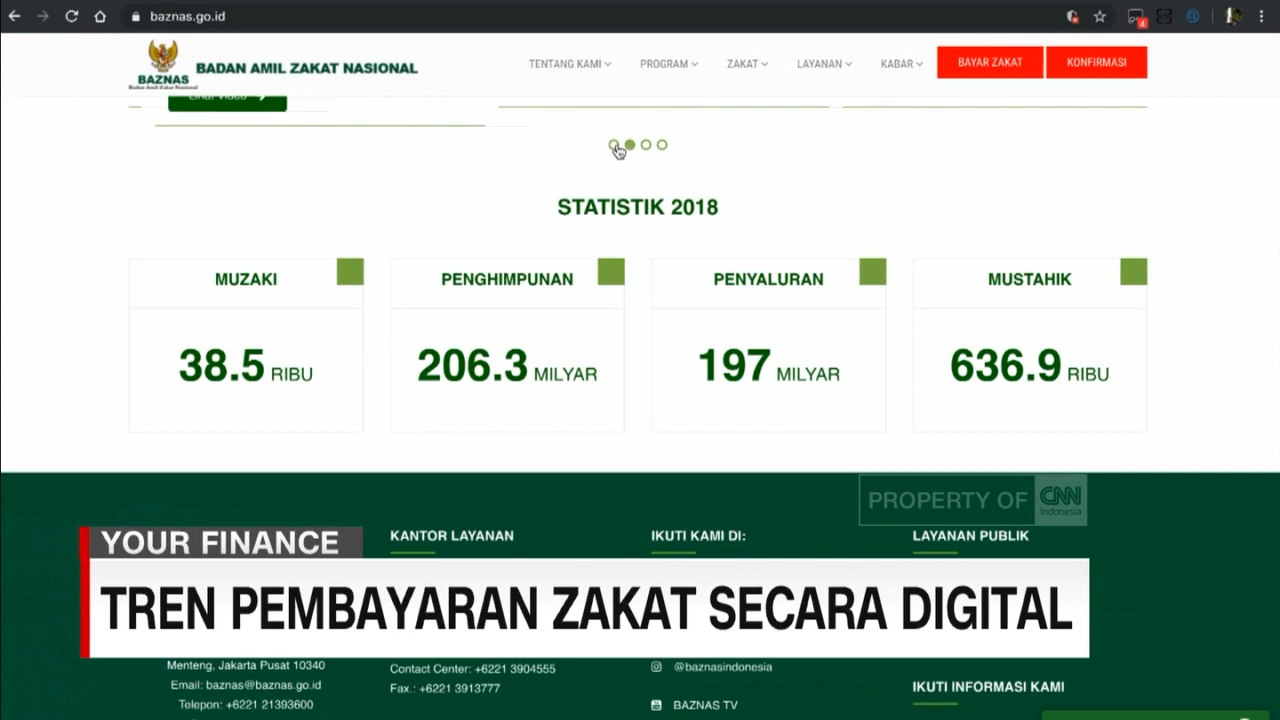 baznas.go.id
4
BAZNAS
Badan Amil Zakat Nasional
BADAN AMIL ZAKAT NASIONAL
TENTANG KAMI
PROGRAM
ZAKAT
LAYANAN
KABAR
BAYAR ZAKAT
KONFIRMASI
Lihat Video
STATISTIK 2018
MUZAKI
38.5 RIBU
PENGHIMPUNAN
206.3 MILYAR
PENYALURAN
197 MILYAR
MUSTAHIK
636.9 RIBU
PROPERTY OF CNN Indonesia
YOUR FINANCE
KANTOR LAYANAN
IKUTI KAMI DI:
LAYANAN PUBLIK
TREN PEMBAYARAN ZAKAT SECARA DIGITAL
Menteng, Jakarta Pusat 10340
Email: baznas@baznas.go.id
Telepon: +6221 21393600
Contact Center: +6221 3904555
Fax.: +6221 3913777
@baznasindonesia
BAZNAS TV
IKUTI INFORMASI KAMI